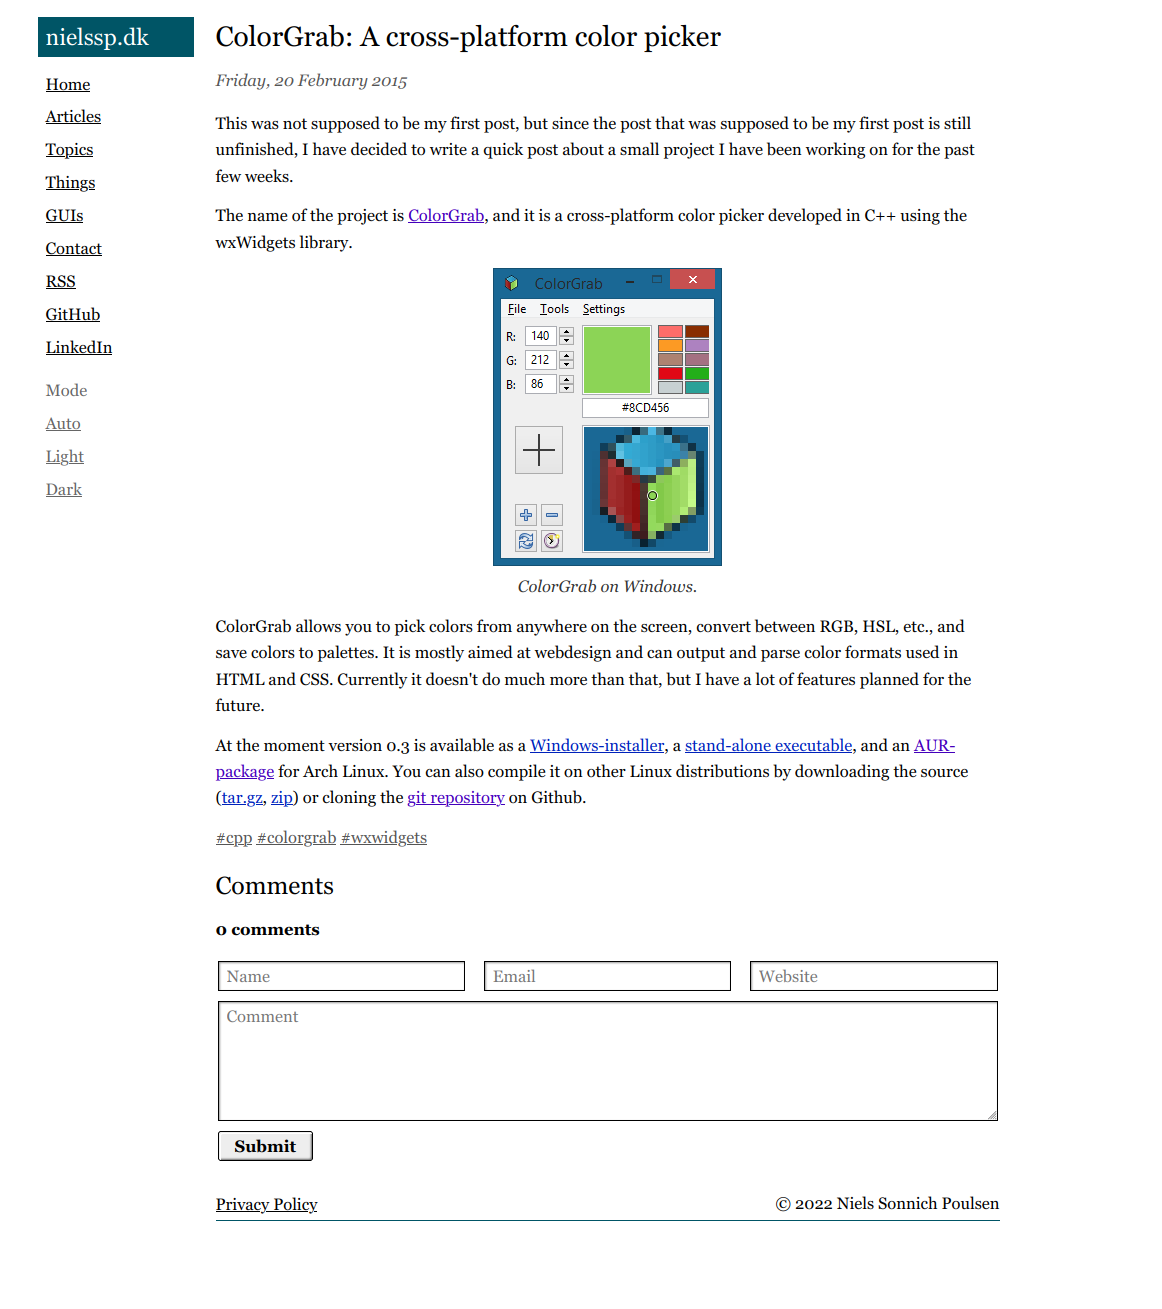 nielssp.dk
Home
Articles
Topics
Things
GUIs
Contact
RSS
GitHub
LinkedIn
Mode
Auto
Light
Dark
ColorGrab: A cross-platform color picker
Friday, 20 February 2015
This was not supposed to be my first post, but since the post that was supposed to be my first post is still
unfinished, I have decided to write a quick post about a small project I have been working on for the past
few weeks.
The name of the project is ColorGrab, and it is a cross-platform color picker developed in C++ using the
wxWidgets library.
ColorGrab
File Tools Settings
R: 140
G: 212
B: 86
#8CD456
ColorGrab on Windows.
ColorGrab allows you to pick colors from anywhere on the screen, convert between RGB, HSL, etc., and
save colors to palettes. It is mostly aimed at webdesign and can output and parse color formats used in
HTML and CSS. Currently it doesn't do much more than that, but I have a lot of features planned for the
future.
At the moment version 0.3 is available as a Windows-installer, a stand-alone executable, and an AUR-
package for Arch Linux. You can also compile it on other Linux distributions by downloading the source
(tar.gz, zip) or cloning the git repository on Github.
#cpp #colorgrab #wxwidgets
Comments
0 comments
Name Email Website
Comment
Submit
Privacy Policy © 2022 Niels Sonnich Poulsen